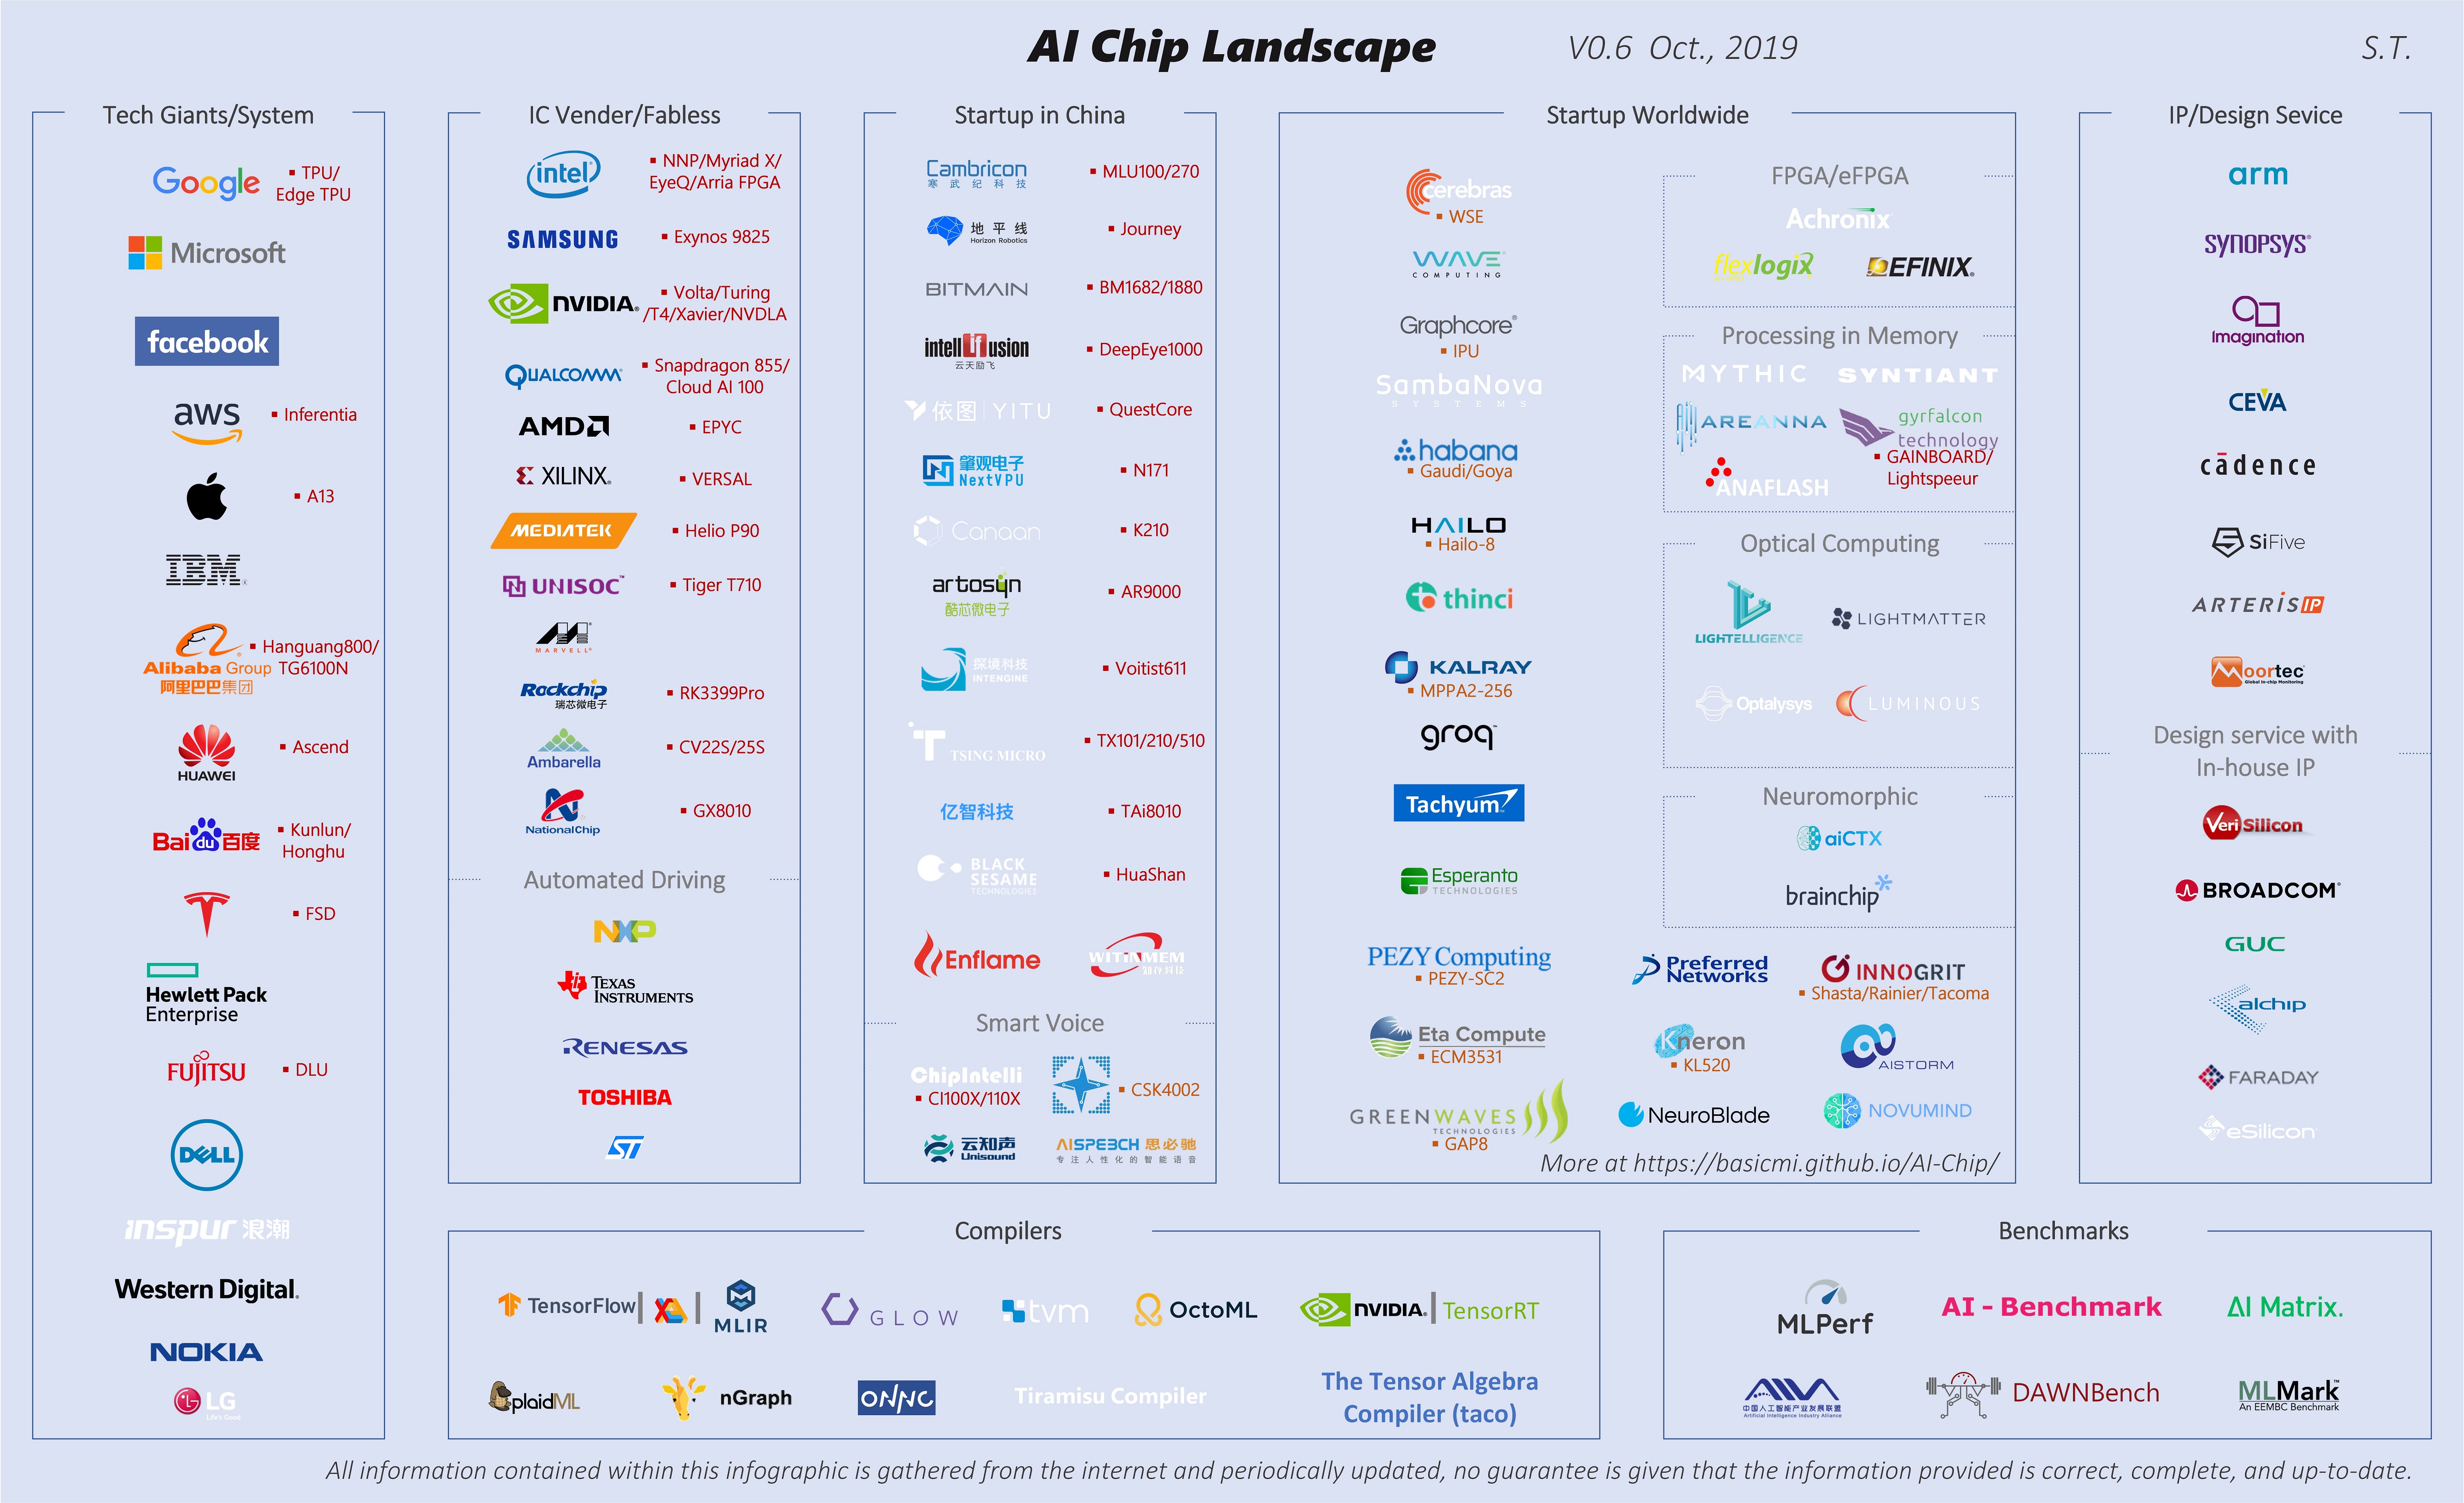 AI Chip Landscape
V0.6 Oct., 2019
S.T.
Tech Giants/System
Google
▪ TPU/
Edge TPU
Microsoft
facebook
aws
▪ Inferentia
▪ A13
IBM
Alibaba Group
阿里巴巴集团
▪ Hanguang800/
TG6100N
HUAWEI
▪ Ascend
Baidu百度
▪ Kunlun/
Honghu
▪ FSD
Hewlett Pack
Enterprise
FUJITSU
▪ DLU
DELL
inspur 浪潮
Western Digital.
NOKIA
LG
Life's Good
IC Vender/Fabless
intel
▪ NNP/Myriad X/
EyeQ/Arria FPGA
SAMSUNG
▪ Exynos 9825
NVIDIA.
▪ Volta/Turing
/T4/Xavier/NVDLA
QUALCOMM
▪ Snapdragon 855/
Cloud AI 100
AMD
▪ EPYC
XILINX.
▪ VERSAL
MEDIATEK
▪ Helio P90
UNISOC™
▪ Tiger T710
MARVELL®
Rockchip
瑞芯微电子
▪ RK3399Pro
Ambarella
▪ CV22S/25S
NationalChip
▪ GX8010
Automated Driving
NXP
TEXAS
INSTRUMENTS
RENESAS
TOSHIBA
ST
Startup in China
Cambricon
寒武纪科技
▪ MLU100/270
地平线
Horizon Robotics
▪ Journey
BITMAIN
▪ BM1682/1880
intellifusion
云天励飞
▪ DeepEye1000
依图 | YITU
▪ QuestCore
肇观电子
NextVPU
▪ N171
Canaan
▪ K210
artosyn
酷芯微电子
▪ AR9000
探境科技
INTENGINE
▪ Voitist611
TSING MICRO
▪ TX101/210/510
亿智科技
▪ TAi8010
BLACK
SESAME
TECHNOLOGIES
▪ HuaShan
Enflame
WITINMEM
知存科技
Smart Voice
ChipIntelli
▪ CI100X/110X
▪ CSK4002
云知声
Unisound
AISPEECH 思必驰
专注人性化的智能语音
Startup Worldwide
cerebras
▪ WSE
WAVE
COMPUTING
Graphcore®
▪ IPU
SambaNova
SYSTEMS
habana
▪ Gaudi/Goya
HAILO
▪ Hailo-8
thinci
KALRAY
▪ MPPA2-256
groq™
Tachyum™
Esperanto
TECHNOLOGIES
PEZY Computing
▪ PEZY-SC2
Preferred
Networks
INNOGRIT
▪ Shasta/Rainier/Tacoma
Eta Compute
▪ ECM3531
Kneron
▪ KL520
AISTORM
GREENWAVES
TECHNOLOGIES
▪ GAP8
NeuroBlade
NOVUMIND
More at https://basicmi.github.io/AI-Chip/
FPGA/eFPGA
Achronix
flexlogix
EFINIX.
Processing in Memory
MYTHIC
SYNTIANT
AREANNA
gyrfalcon
technology
▪ GAINBOARD/
Lightspeeur
ANAFLASH
Optical Computing
LIGHTELLIGENCE
LIGHTMATTER
Optalysys
LUMINOUS
Neuromorphic
aiCTX
brainchip
IP/Design Sevice
arm
SYNOPSYS®
Imagination
CEVA
cādence
SiFive
ARTERIS IP
Moortec
Global In-chip Monitoring
Design service with
In-house IP
VeriSilicon
BROADCOM®
GUC
alchip
FARADAY
eSilicon
Compilers
TensorFlow
XLA
MLIR
GLOW
tvm
OctoML
NVIDIA. | TensorRT
plaidML
nGraph
ONNC
Tiramisu Compiler
The Tensor Algebra
Compiler (taco)
Benchmarks
MLPerf
AI - Benchmark
AI Matrix.
中国人工智能产业发展联盟
Artificial Intelligence Industry Alliance
DAWNBench
MLMark™
An EEMBC Benchmark
All information contained within this infographic is gathered from the internet and periodically updated, no guarantee is given that the information provided is correct, complete, and up-to-date.